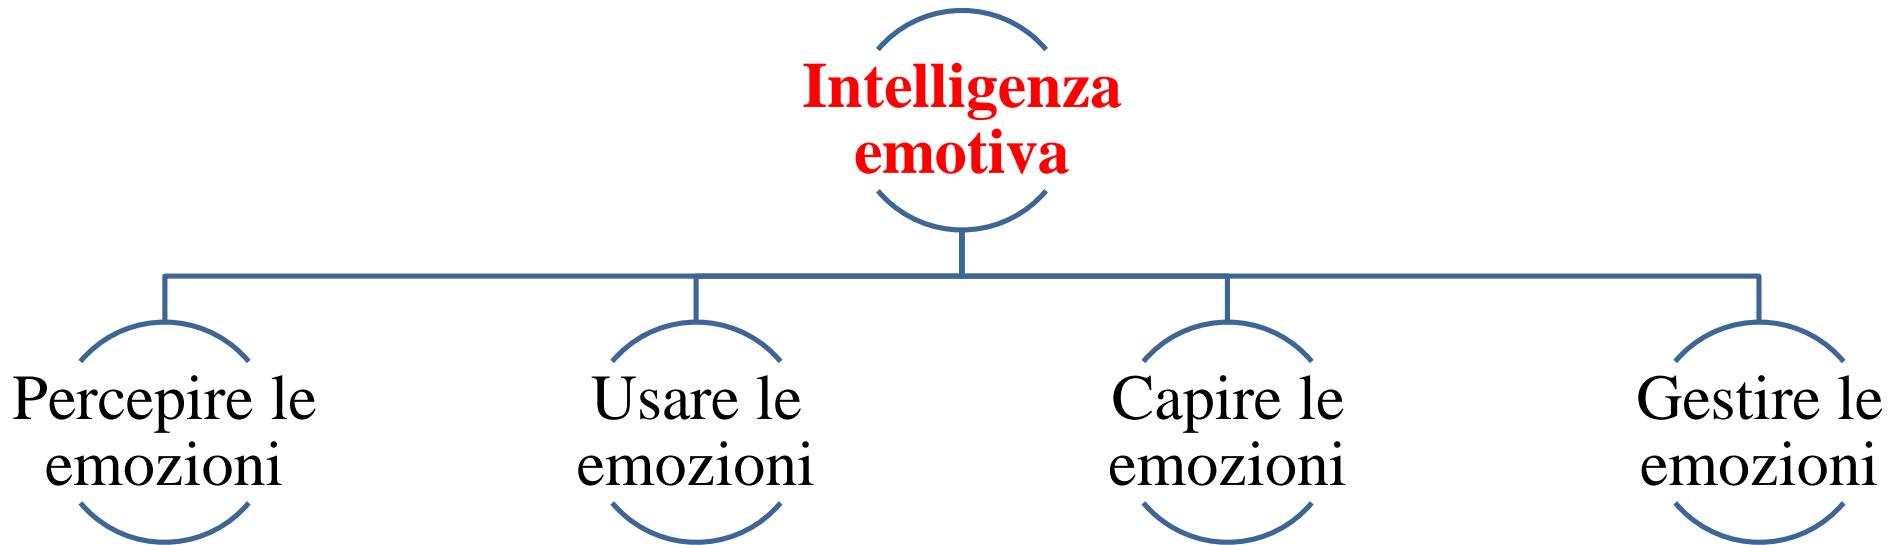 Intelligenza
emotiva
Percepire le
emozioni
Usare le
emozioni
Capire le
emozioni
Gestire le
emozioni